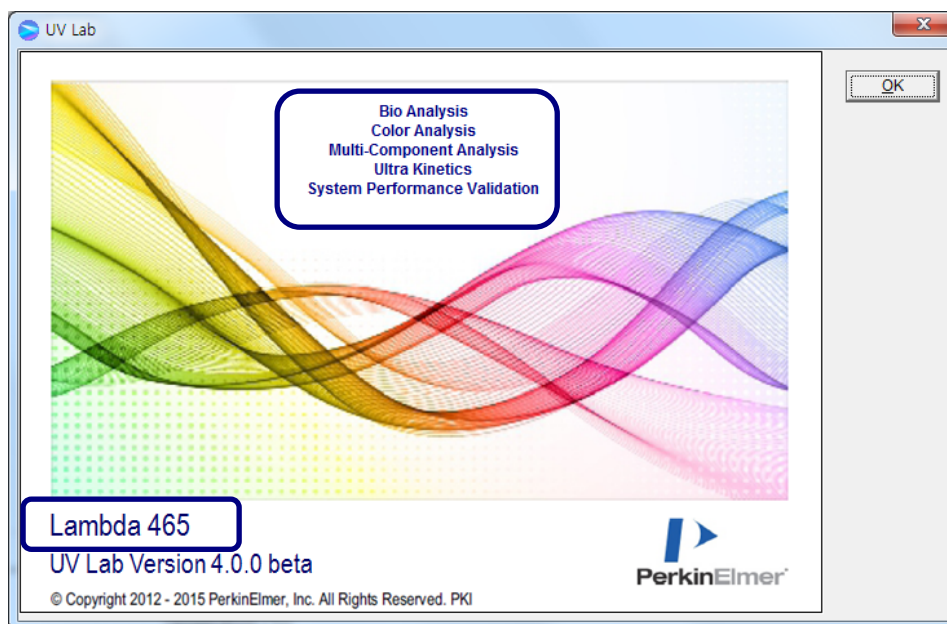 UV Lab
OK
Bio Analysis
Color Analysis
Multi-Component Analysis
Ultra Kinetics
System Performance Validation
Lambda 465
UV Lab Version 4.0.0 beta
PerkinElmer
© Copyright 2012 - 2015 PerkinElmer, Inc. All Rights Reserved. PKI